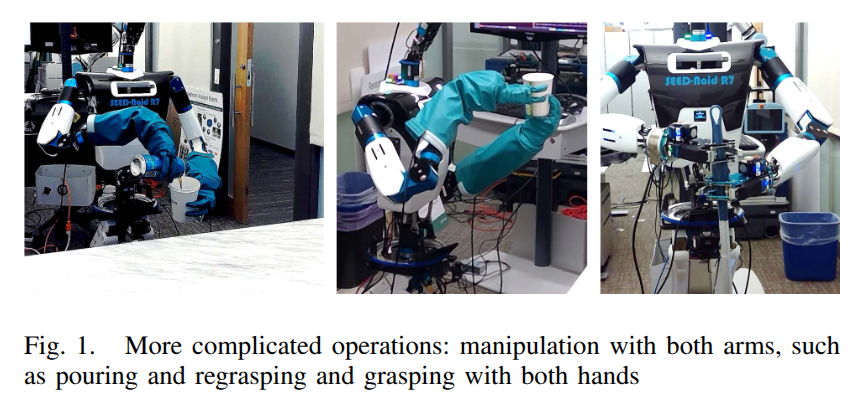 SEED-Noid R7
SEED-Noid R7
Fig. 1. More complicated operations: manipulation with both arms, such
as pouring and regrasping and grasping with both hands